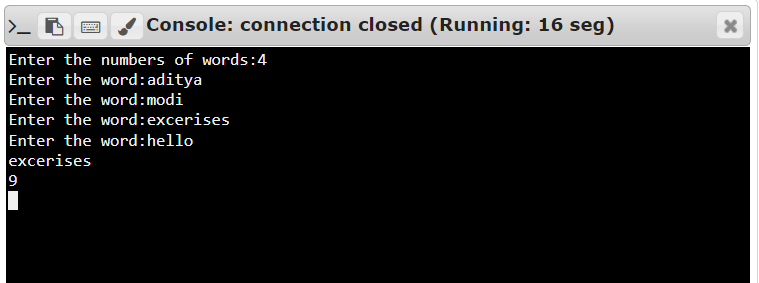 >_ Console: connection closed (Running: 16 seg)
Enter the numbers of words:4
Enter the word:aditya
Enter the word:modi
Enter the word:excerises
Enter the word:hello
excerises
9